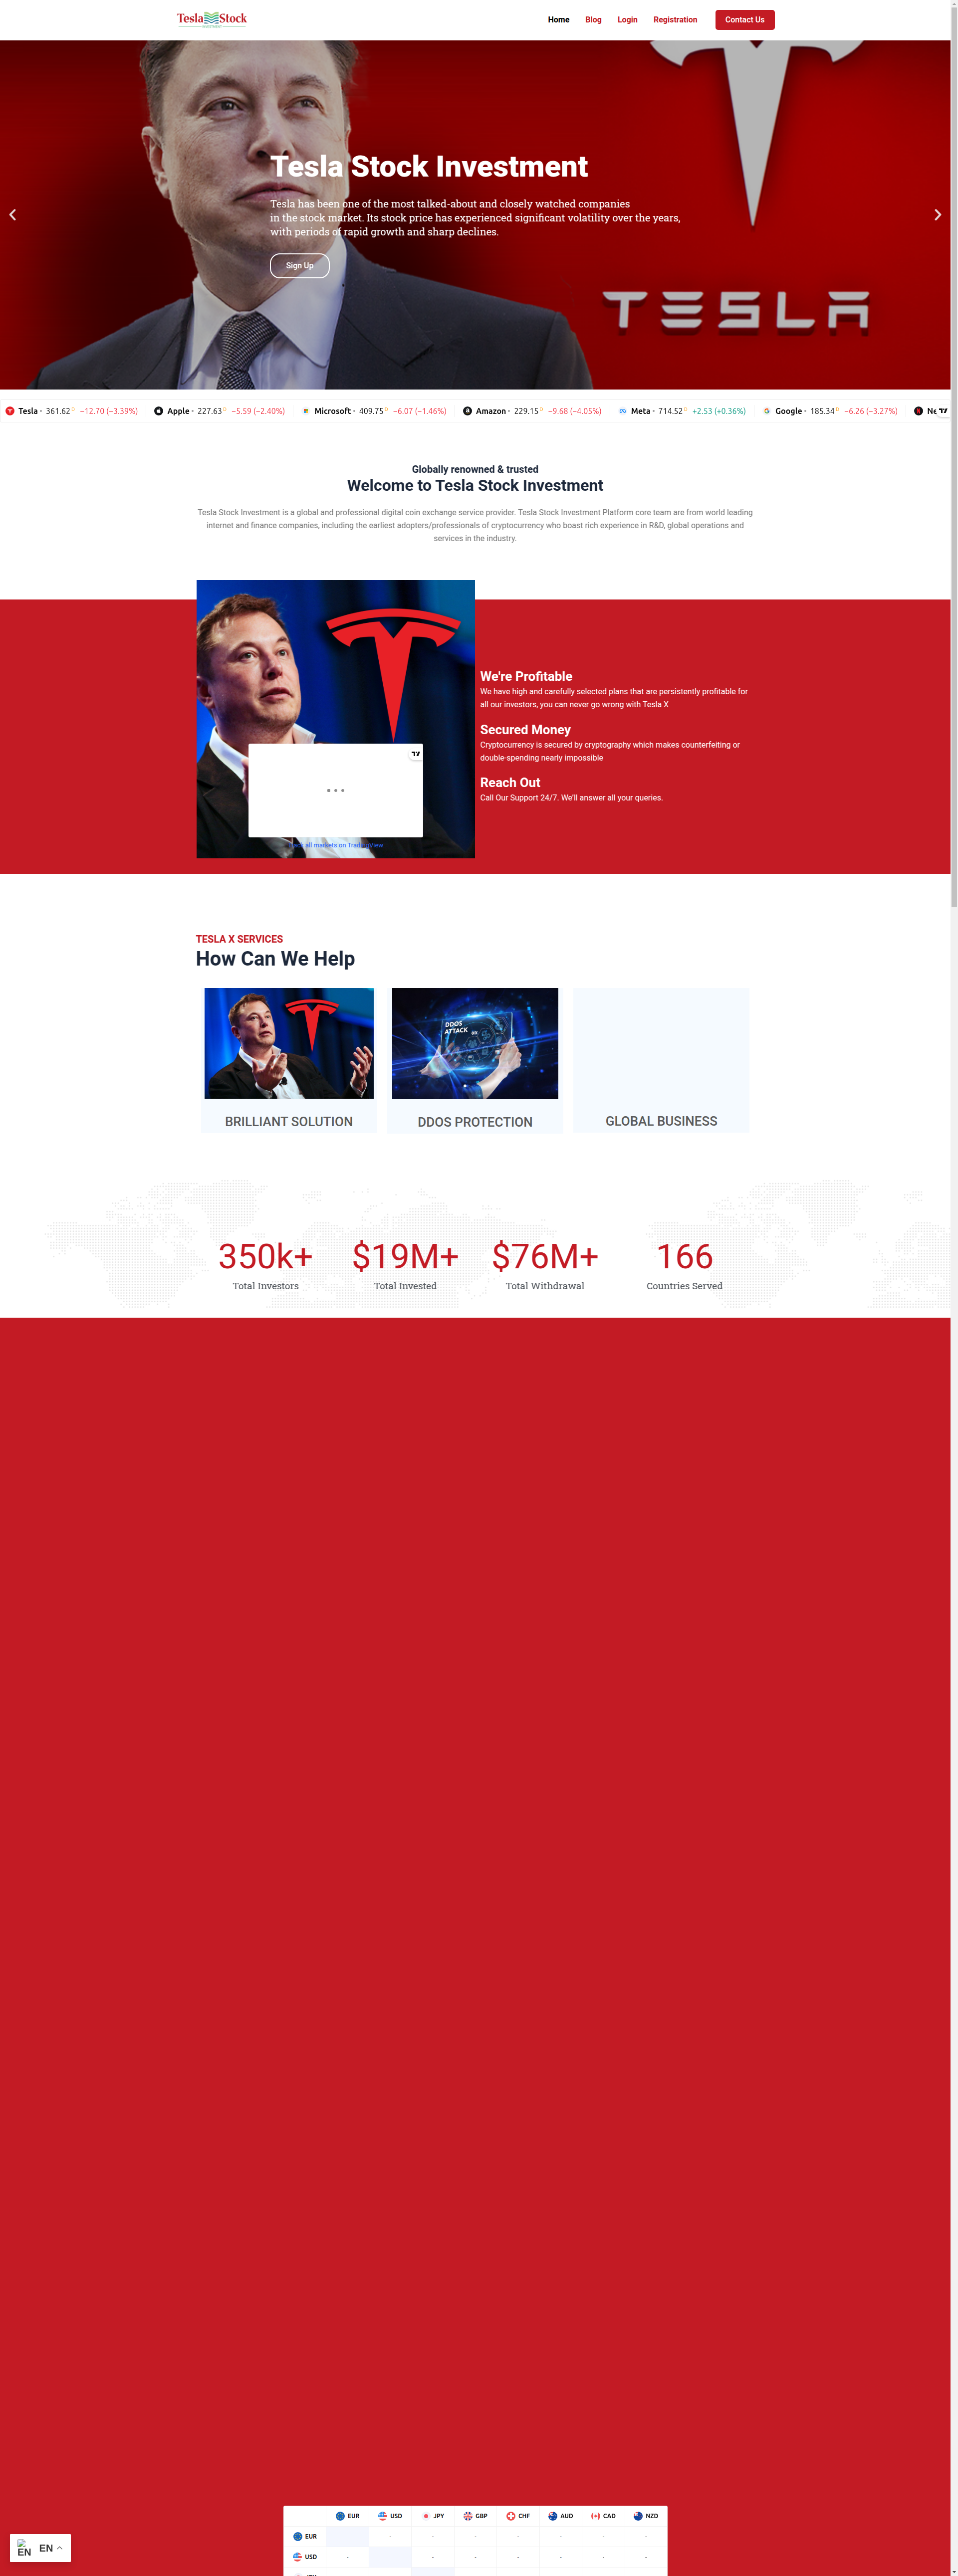 Tesla Stock
Home
Blog
Login
Registration
Contact Us
Tesla Stock Investment
Tesla has been one of the most talked-about and closely watched companies
in the stock market. Its stock price has experienced significant volatility over the years,
with periods of rapid growth and sharp declines.
Sign Up
TESLA
Tesla 361.62 D −12.70 (−3.39%)
Apple 227.63 D −5.59 (−2.40%)
Microsoft 409.75 D −6.07 (−1.46%)
Amazon 229.15 D −9.68 (−4.05%)
Meta 714.52 D +2.53 (+0.36%)
Google 185.34 D −6.26 (−3.27%)
Globally renowned & trusted
Welcome to Tesla Stock Investment
Tesla Stock Investment is a global and professional digital coin exchange service provider. Tesla Stock Investment Platform core team are from world leading
internet and finance companies, including the earliest adopters/professionals of cryptocurrency who boast rich experience in R&D, global operations and
services in the industry.
We're Profitable
We have high and carefully selected plans that are persistently profitable for
all our investors, you can never go wrong with Tesla X
Secured Money
Cryptocurrency is secured by cryptography which makes counterfeiting or
double-spending nearly impossible
Reach Out
Call Our Support 24/7. We'll answer all your queries.
all markets on TradingView
TESLA X SERVICES
How Can We Help
DDOS
ATTACK
BRILLIANT SOLUTION
DDOS PROTECTION
GLOBAL BUSINESS
350k+
Total Investors
$19M+
Total Invested
$76M+
Total Withdrawal
166
Countries Served
EUR USD JPY GBP CHF AUD CAD NZD
EUR - - - - - - -
USD - - - - - - -
EN
EN